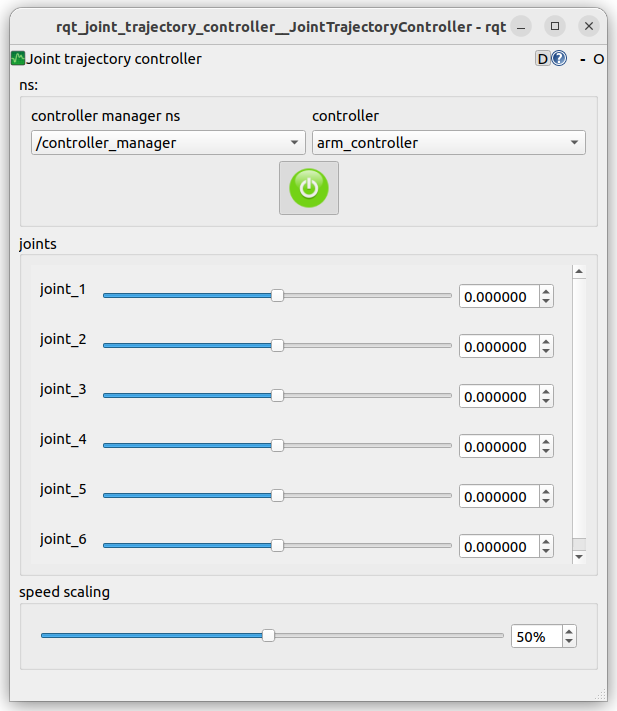 rqt_joint_trajectory_controller__JointTrajectoryController - rqt
Joint trajectory controller
D ? - O
ns:
controller manager ns controller
/controller_manager arm_controller
joints
joint_1 0.000000
joint_2 0.000000
joint_3 0.000000
joint_4 0.000000
joint_5 0.000000
joint_6 0.000000
speed scaling
50%